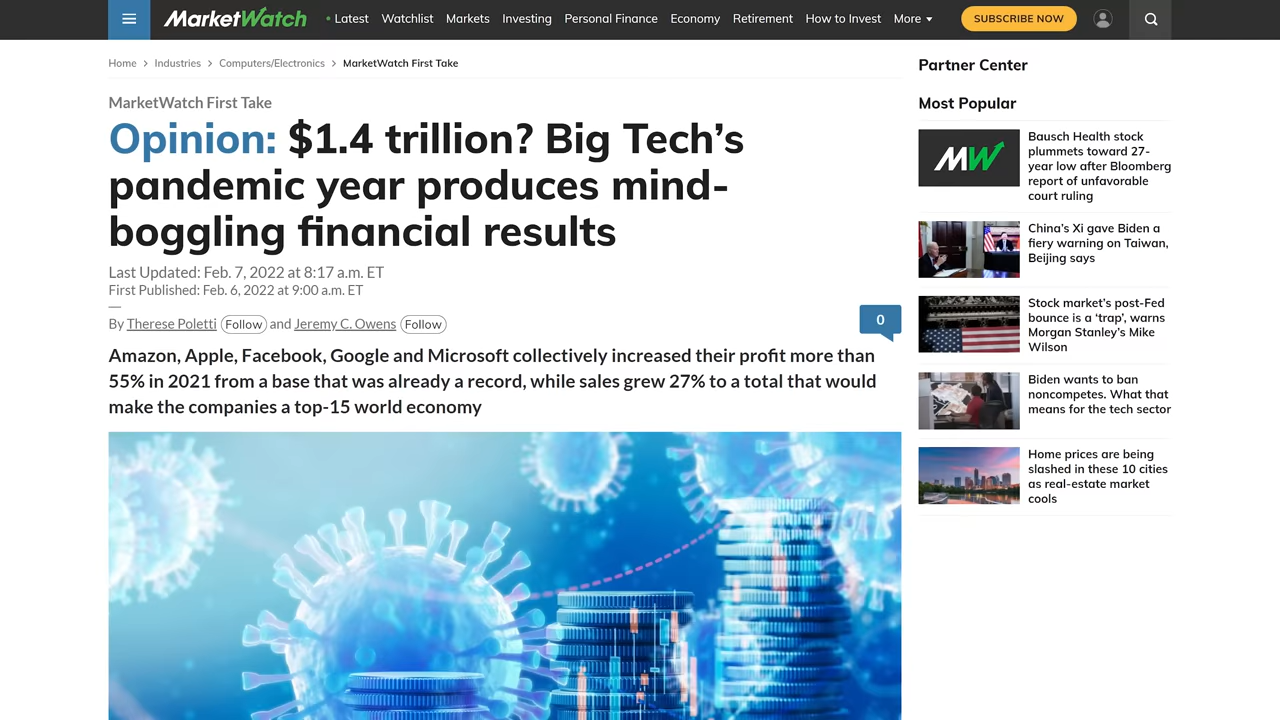 MarketWatch
• Latest Watchlist Markets Investing Personal Finance Economy Retirement How to Invest More
SUBSCRIBE NOW
Home > Industries > Computers/Electronics > MarketWatch First Take
MarketWatch First Take
Opinion: $1.4 trillion? Big Tech’s
pandemic year produces mind-
boggling financial results
Last Updated: Feb. 7, 2022 at 8:17 a.m. ET
First Published: Feb. 6, 2022 at 9:00 a.m. ET
—
By Therese Poletti Follow and Jeremy C. Owens Follow
0
Amazon, Apple, Facebook, Google and Microsoft collectively increased their profit more than
55% in 2021 from a base that was already a record, while sales grew 27% to a total that would
make the companies a top-15 world economy
Partner Center
Most Popular
MW
Bausch Health stock
plummets toward 27-
year low after Bloomberg
report of unfavorable
court ruling
China’s Xi gave Biden a
fiery warning on Taiwan,
Beijing says
Stock market’s post-Fed
bounce is a ‘trap’, warns
Morgan Stanley’s Mike
Wilson
Biden wants to ban
noncompetes. What that
means for the tech sector
Home prices are being
slashed in these 10 cities
as real-estate market
cools